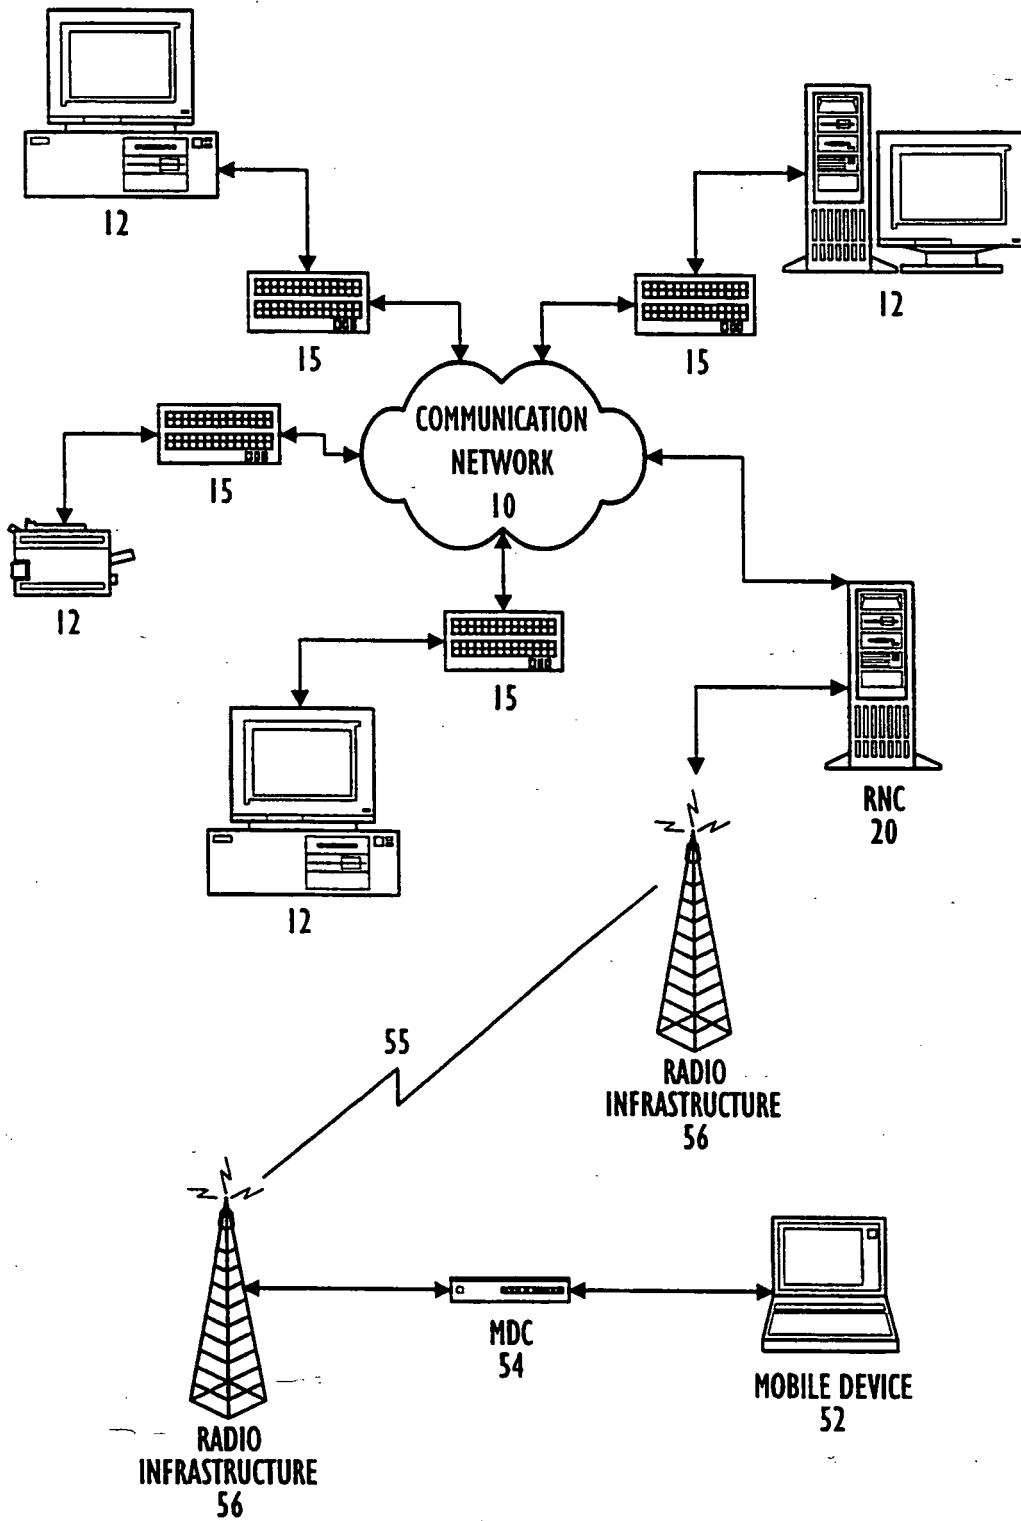 12
12
15
15
COMMUNICATION
NETWORK
10
15
12
15
RNC
20
12
55
RADIO
INFRASTRUCTURE
56
MDC
54
MOBILE DEVICE
52
RADIO
INFRASTRUCTURE
56